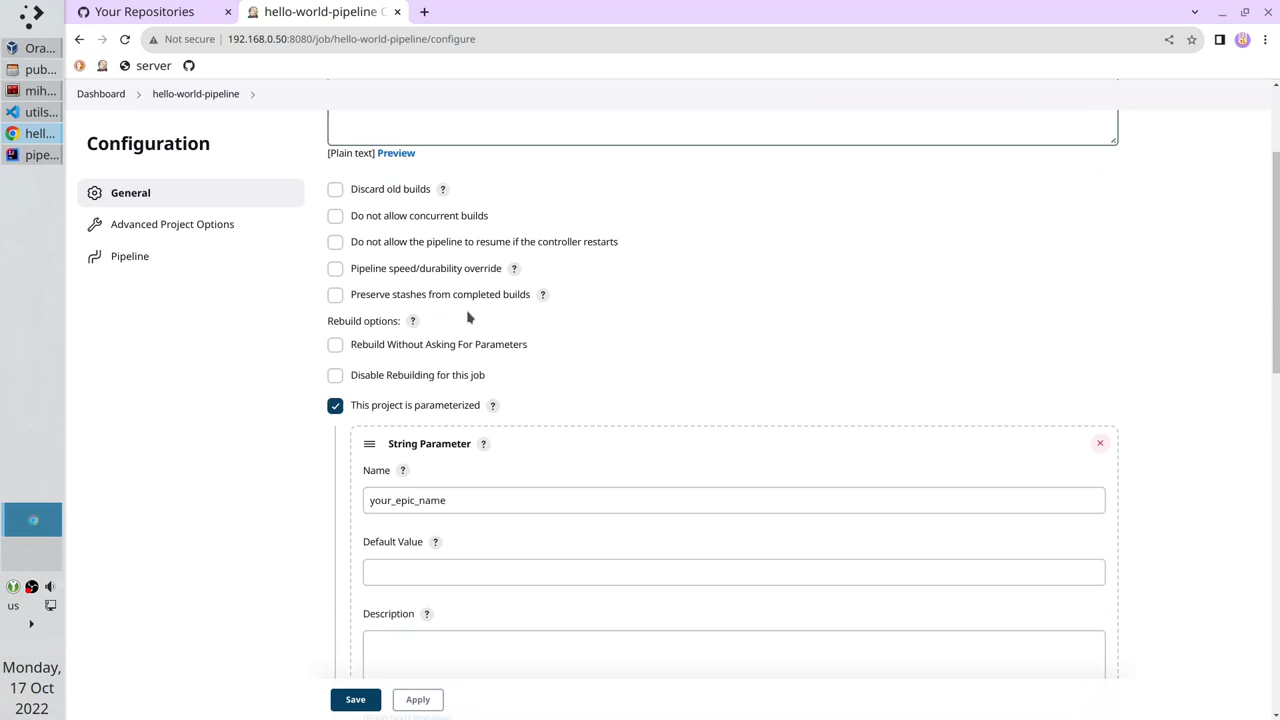 Your Repositories
hello-world-pipeline C
Not secure
192.168.0.50:8080/job/hello-world-pipeline/configure
server
Ora...
pub...
mih...
utils...
hell...
pipe...
us
Monday,
17 Oct
2022
Dashboard
hello-world-pipeline
Configuration
General
Advanced Project Options
Pipeline
[Plain text] Preview
Discard old builds ?
Do not allow concurrent builds
Do not allow the pipeline to resume if the controller restarts
Pipeline speed/durability override ?
Preserve stashes from completed builds ?
Rebuild options: ?
Rebuild Without Asking For Parameters
Disable Rebuilding for this job
This project is parameterized ?
String Parameter ?
Name ?
your_epic_name
Default Value ?
Description ?
Save
Apply
[Plain text] Preview